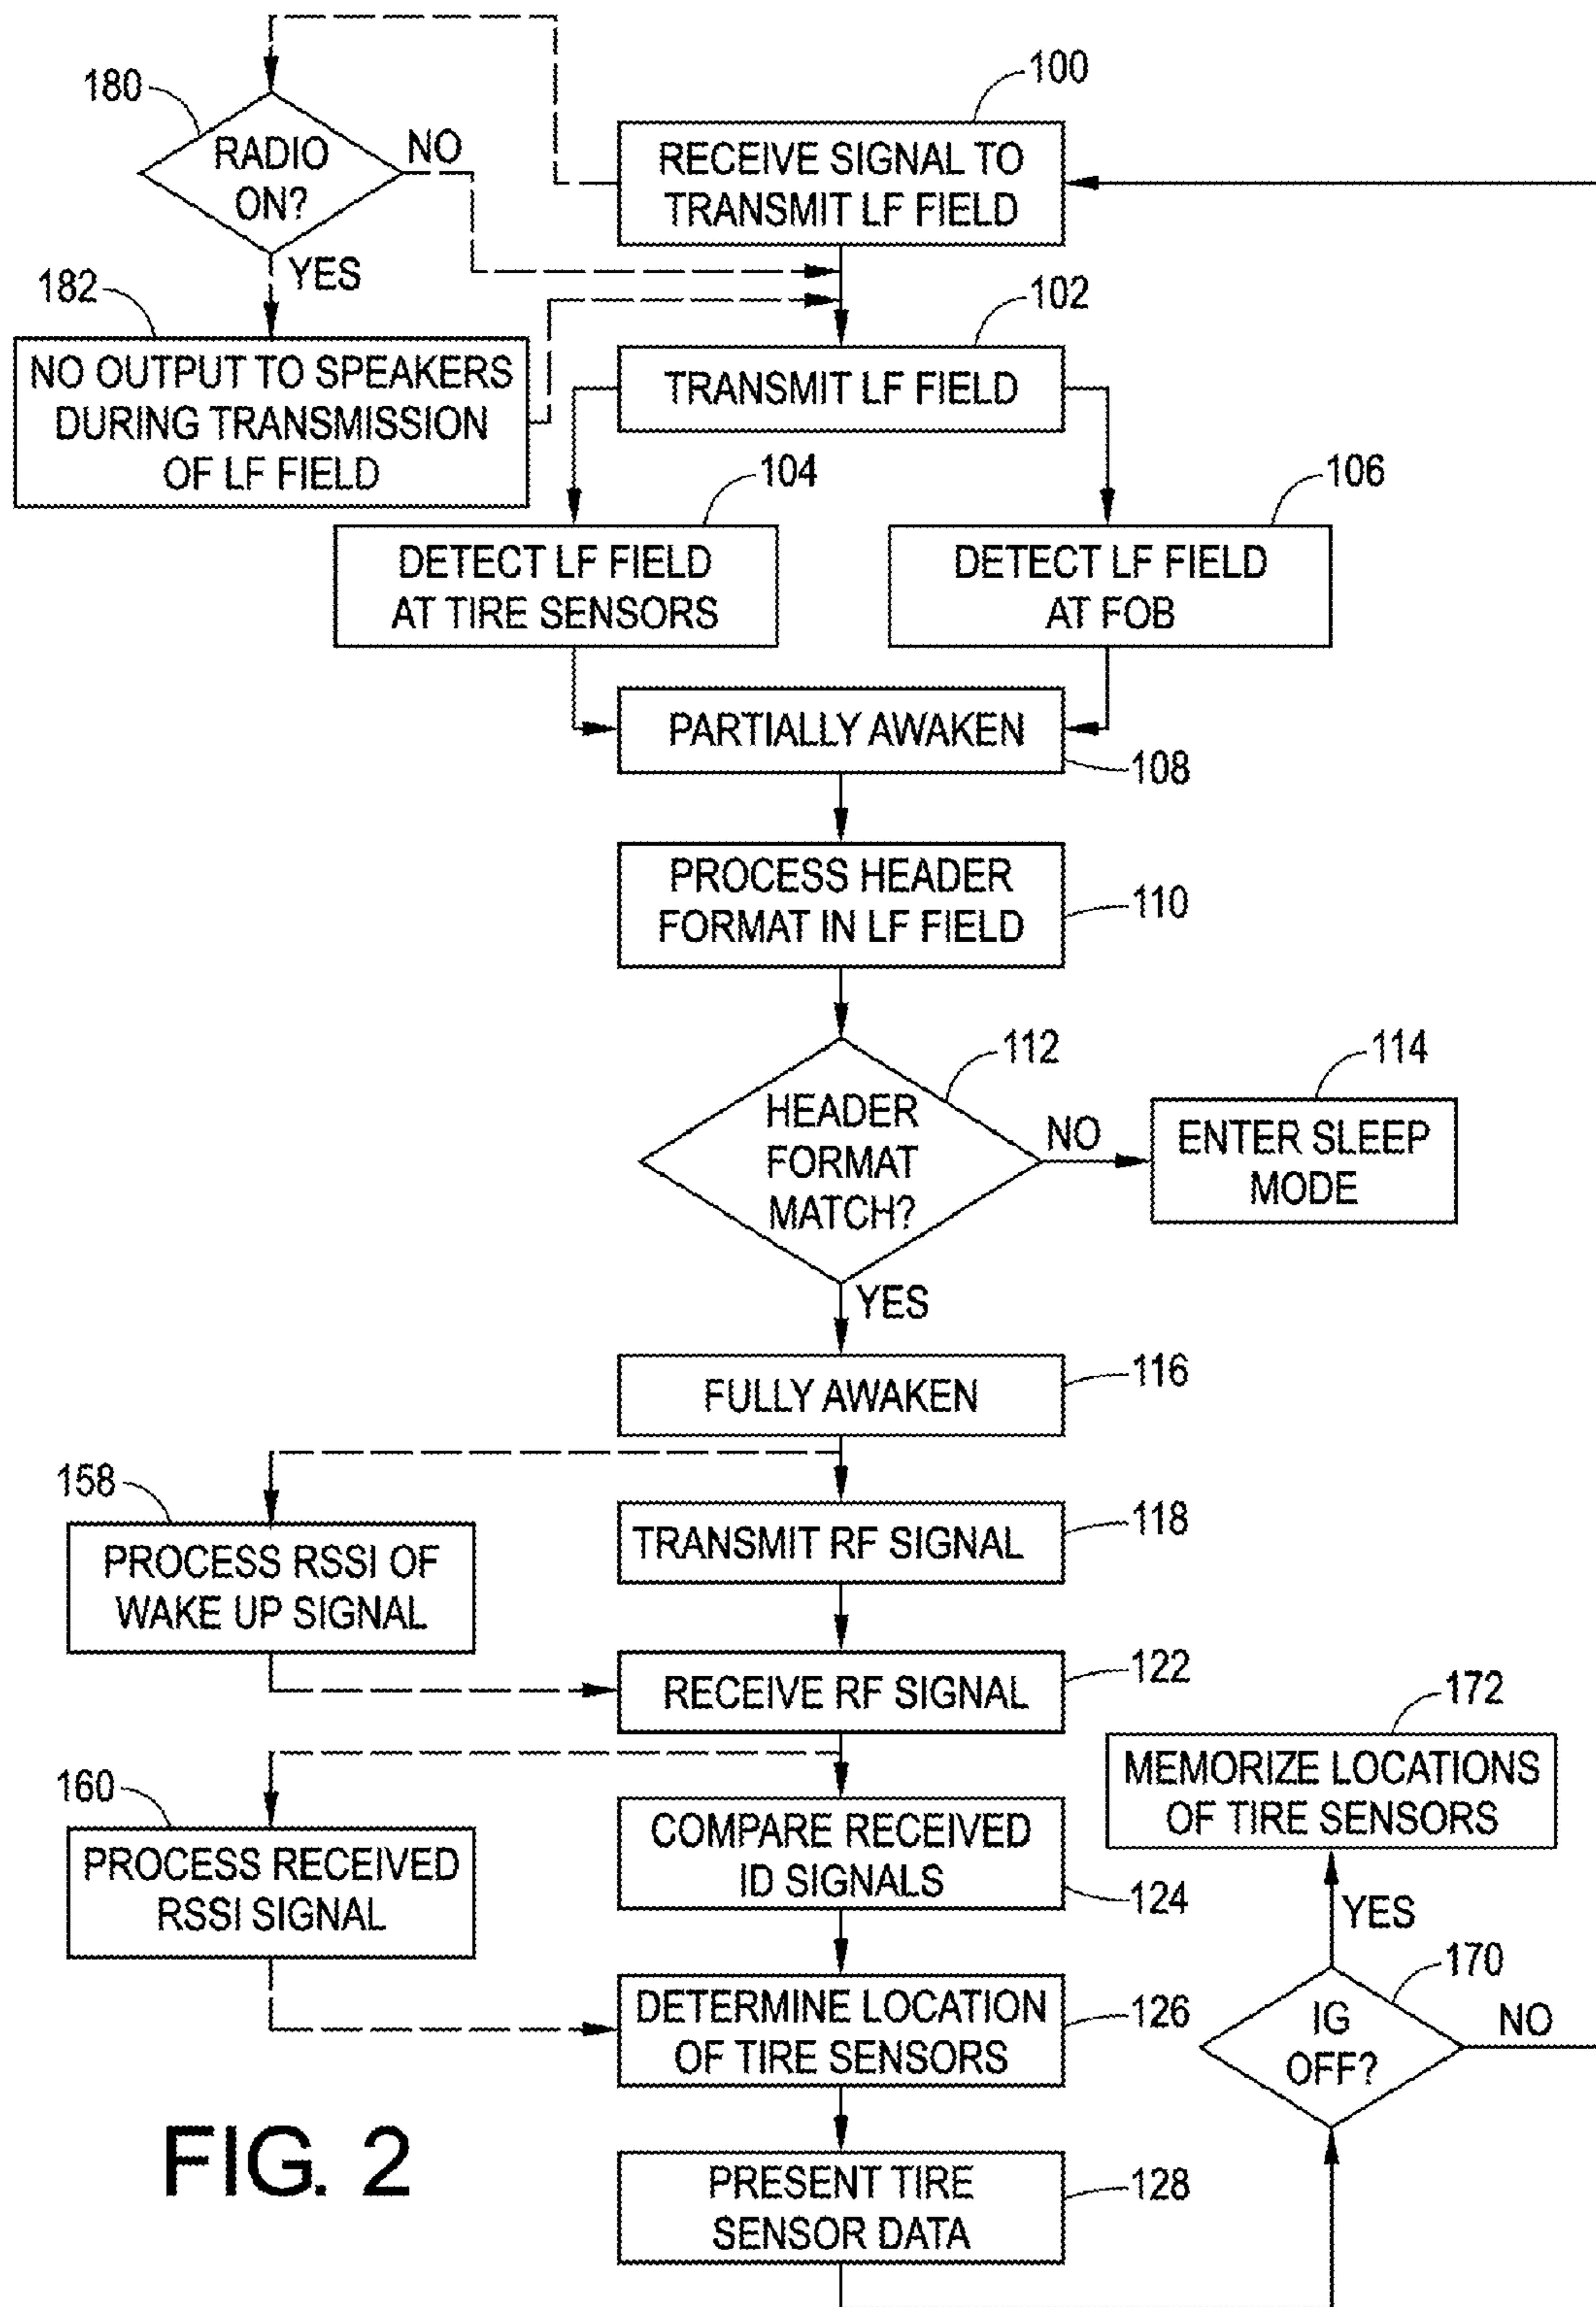 100
180
RADIO
ON?
NO
YES
RECEIVE SIGNAL TO
TRANSMIT LF FIELD
182
NO OUTPUT TO SPEAKERS
DURING TRANSMISSION
OF LF FIELD
102
TRANSMIT LF FIELD
104
DETECT LF FIELD
AT TIRE SENSORS
106
DETECT LF FIELD
AT FOB
PARTIALLY AWAKEN
108
PROCESS HEADER
FORMAT IN LF FIELD
110
112
HEADER
FORMAT
MATCH?
NO
114
ENTER SLEEP
MODE
YES
FULLY AWAKEN
116
158
PROCESS RSSI OF
WAKE UP SIGNAL
TRANSMIT RF SIGNAL
118
RECEIVE RF SIGNAL
122
172
MEMORIZE LOCATIONS
OF TIRE SENSORS
160
PROCESS RECEIVED
RSSI SIGNAL
COMPARE RECEIVED
ID SIGNALS
124
YES
170
IG
OFF?
NO
DETERMINE LOCATION
OF TIRE SENSORS
126
PRESENT TIRE
SENSOR DATA
128
FIG. 2